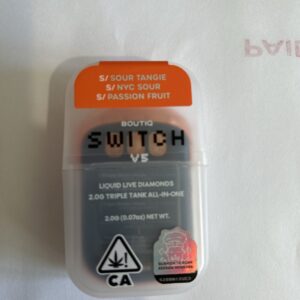 S/ SOUR TANGIE
S/ NYC SOUR
S/ PASSION FRUIT
BOUTIQ
SWITCH
V5
LIQUID LIVE DIAMONDS
2.0G TRIPLE TANK ALL-IN-ONE
2.0G (0.07oz) NET WT.
CA